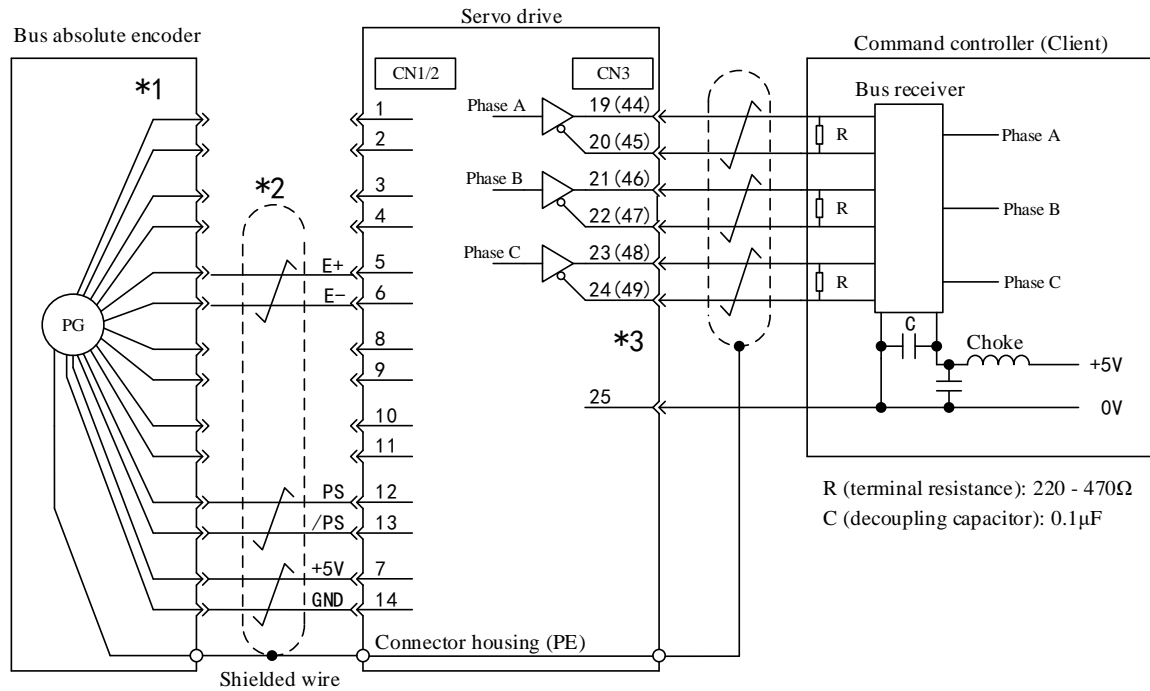 Servo drive
Bus absolute encoder
Command controller (Client)
*1
CN1/2
CN3
Bus receiver
1
2
3
4
*2
E+
5
E-
6
PG
8
9
10
11
PS
12
/PS
13
+5V
7
GND
14
Connector housing (PE)
Shielded wire
Phase A
19(44)
20(45)
Phase B
21(46)
22(47)
Phase C
23(48)
24(49)
*3
25
R
Phase A
R
Phase B
R
Phase C
C
Choke
+5V
0V
R (terminal resistance): 220 - 470Ω
C (decoupling capacitor): 0.1μF